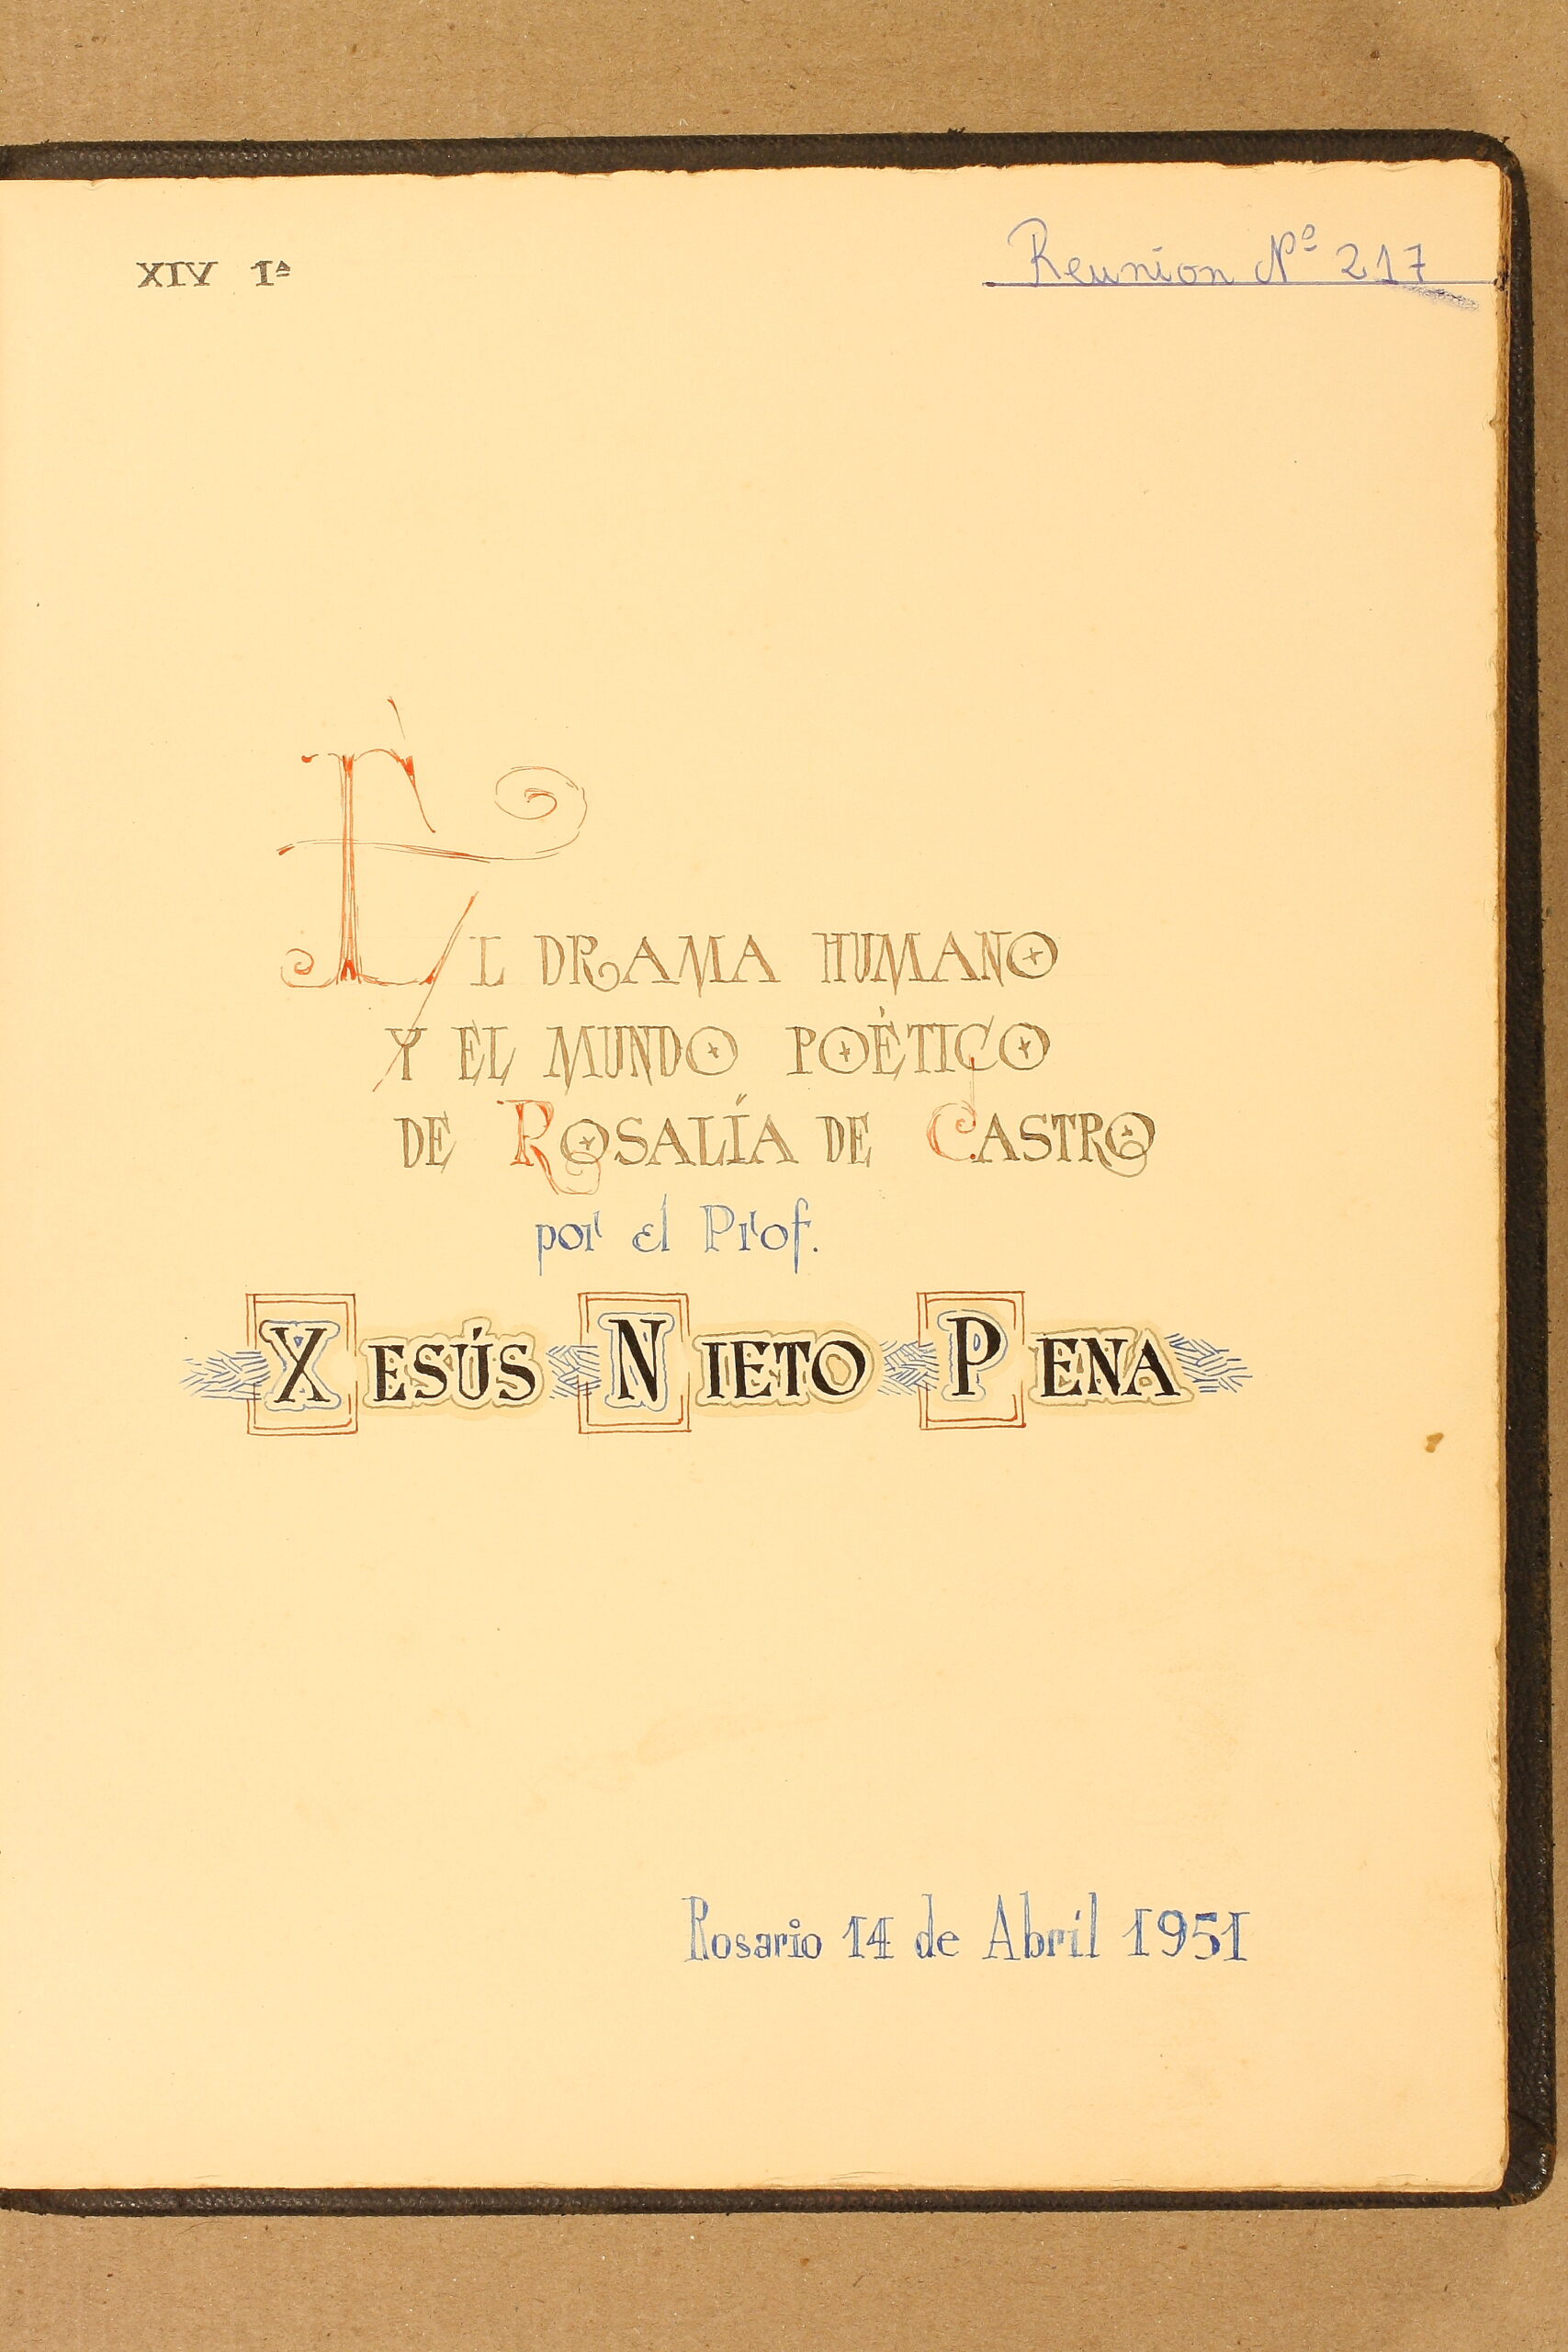 XIV 1ª
Reunion Nº 217
EL DRAMA HUMANO
Y EL MUNDO POÉTICO
DE ROSALÍA DE CASTRO
por el Prof.
XESÚS NIETO PENA
Rosario 14 de Abril 1951